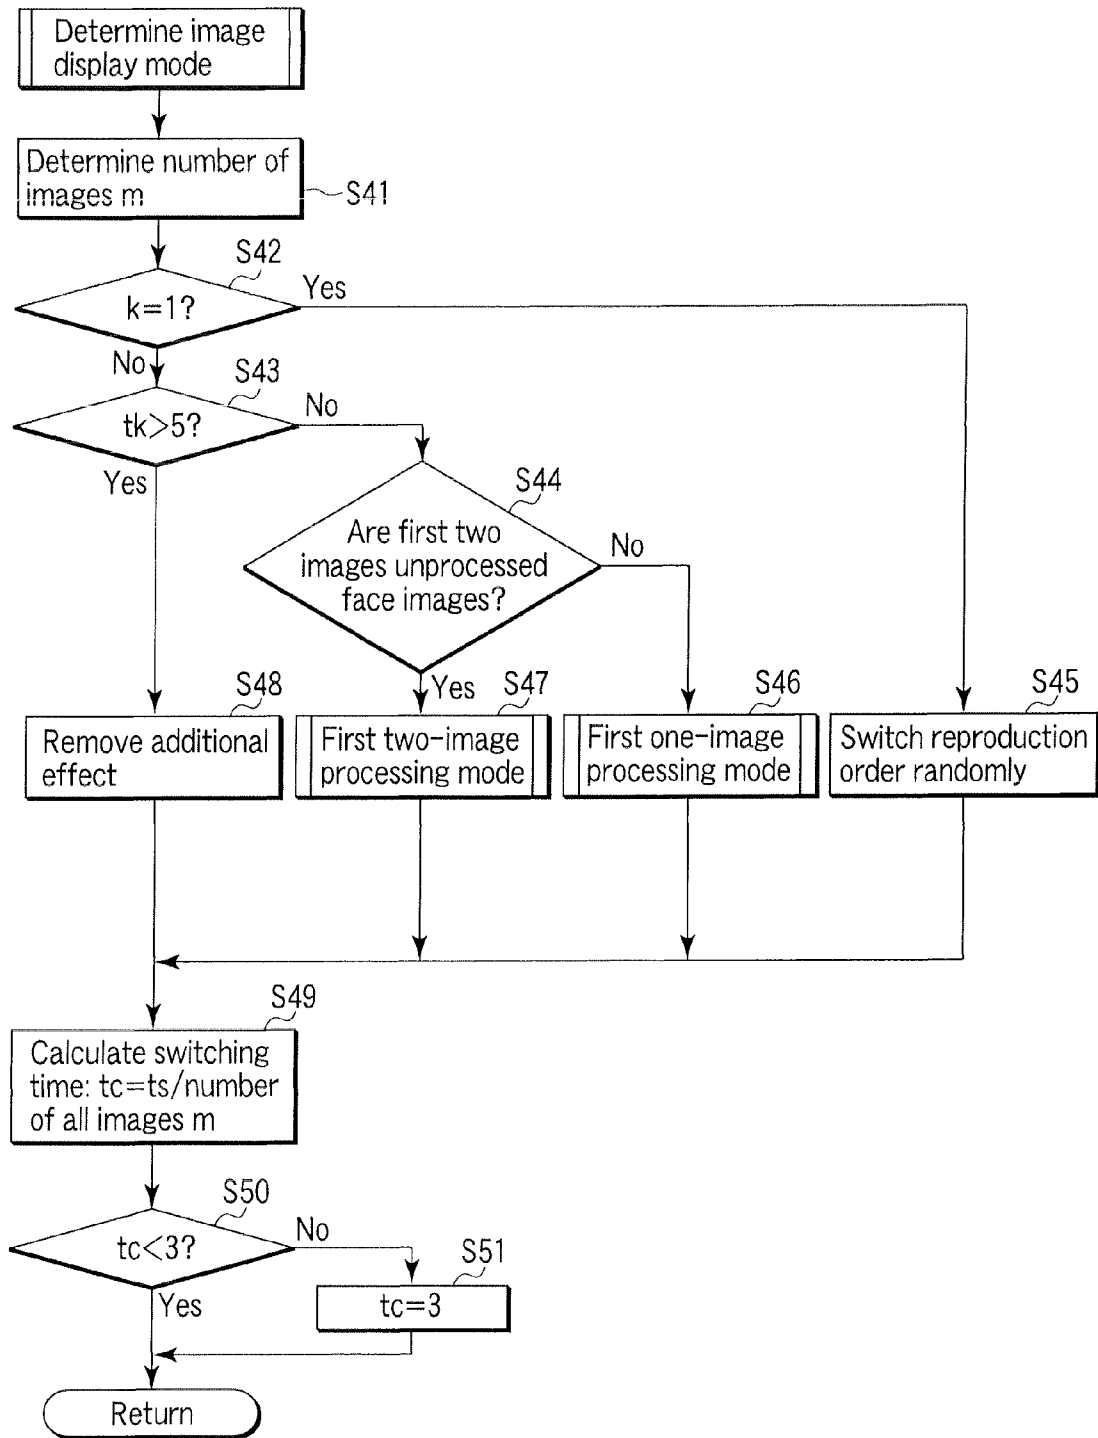 Determine image
display mode
Determine number of
images m
S41
S42
k=1?
Yes
No
S43
tk>5?
No
Yes
S44
Are first two
images unprocessed
face images?
No
Yes
S48
Remove additional
effect
S47
First two-image
processing mode
S46
First one-image
processing mode
S45
Switch reproduction
order randomly
S49
Calculate switching
time: tc=ts/number
of all images m
S50
tc<3?
No
Yes
S51
tc=3
Return